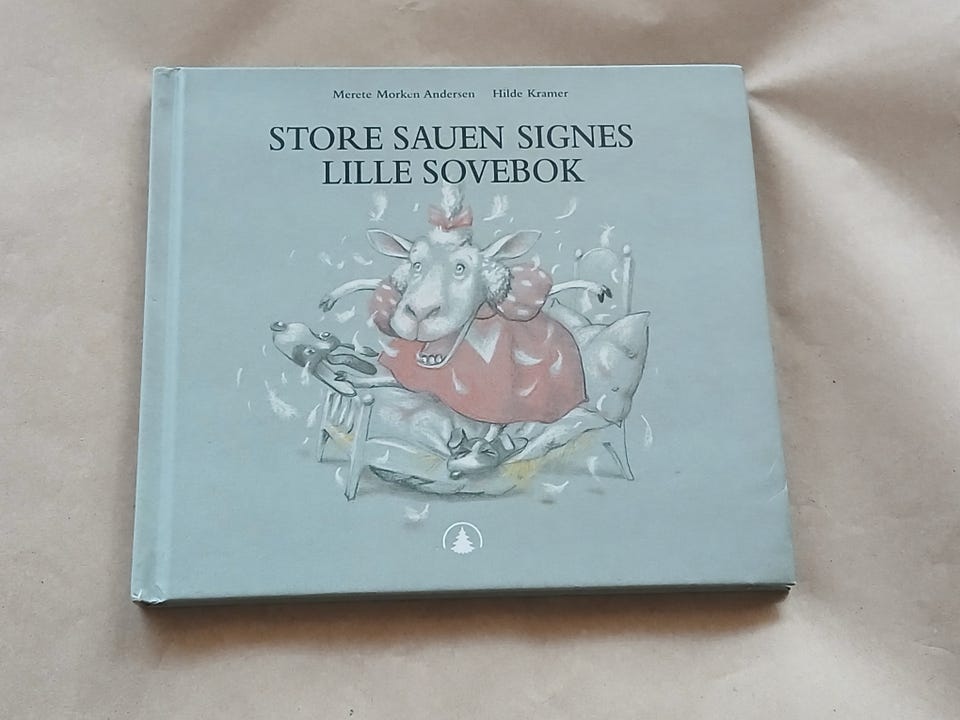 Merete Morken Andersen Hilde Kramer
STORE SAUEN SIGNES
LILLE SOVEBOK